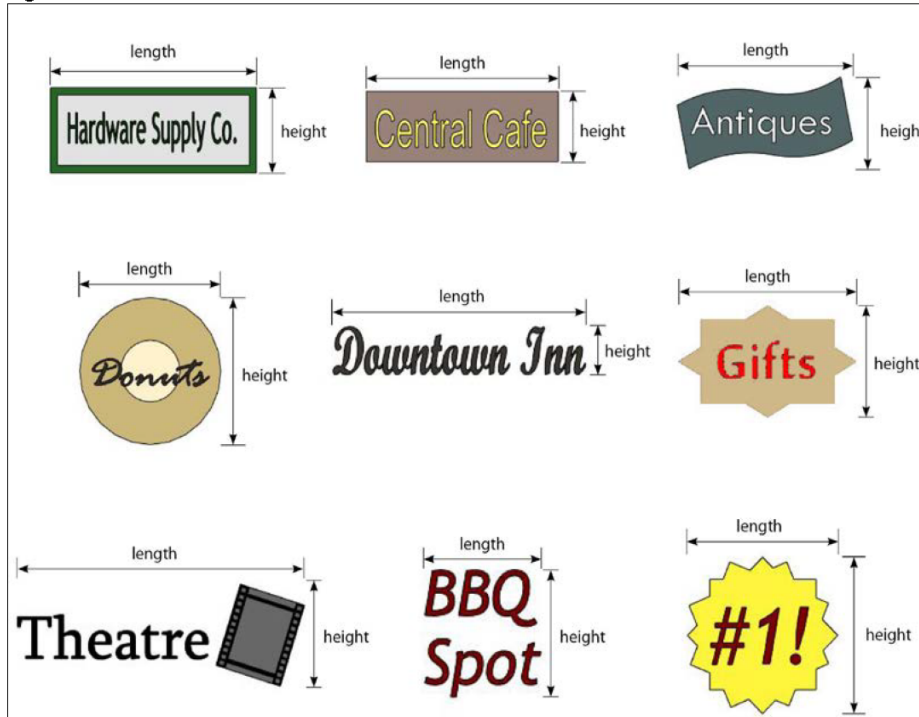 length
length
length
Hardware Supply Co.
height
Central Cafe
height
Antiques
height
length
length
length
Donuts
height
Downtown Inn
height
Gifts
height
length
length
length
Theatre
height
BBQ
Spot
height
#1!
height